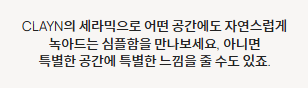 CLAYN의 세라믹으로 어떤 공간에도 자연스럽게
녹아드는 심플함을 만나보세요, 아니면
특별한 공간에 특별한 느낌을 줄 수도 있죠.